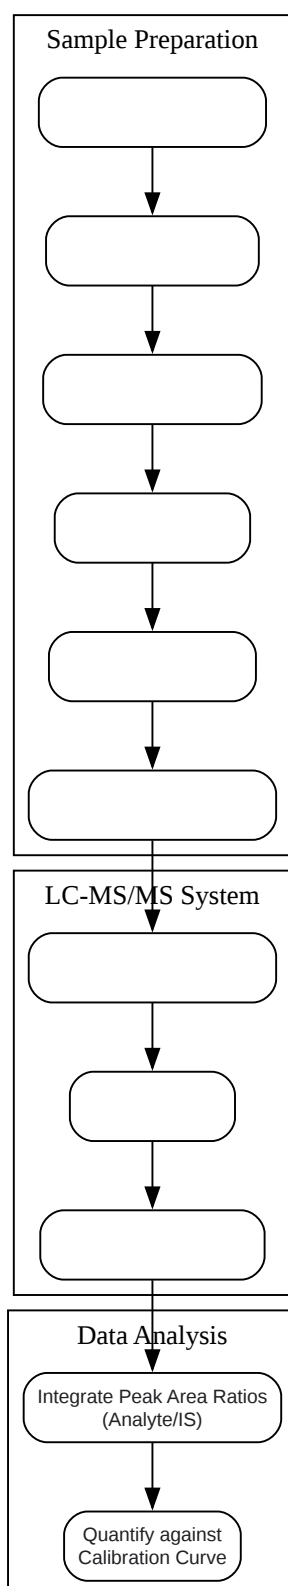 Sample Preparation
LC-MS/MS System
Data Analysis
Integrate Peak Area Ratios
(Analyte/IS)
Quantify against
Calibration Curve